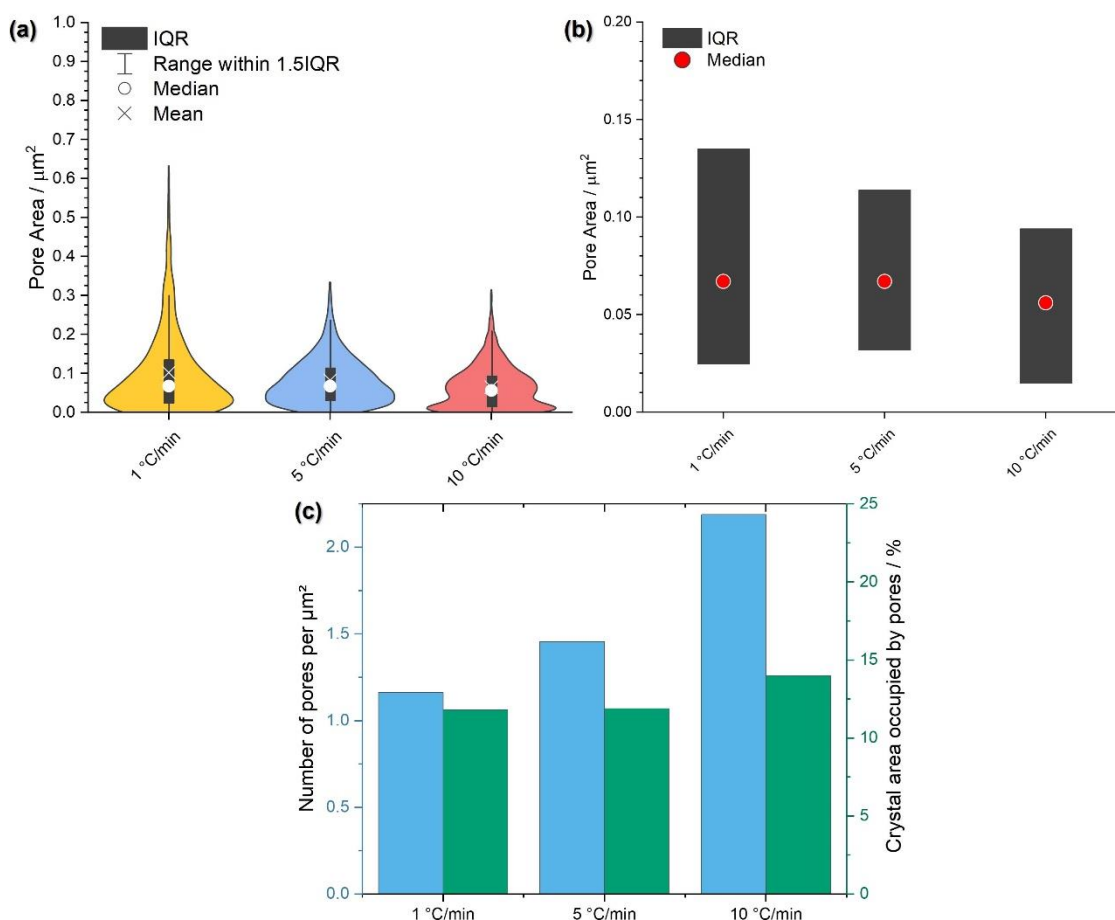 (a)
IQR
Range within 1.5IQR
Median
Mean
Pore Area / μm²
1.0
0.9
0.8
0.7
0.6
0.5
0.4
0.3
0.2
0.1
0.0
1 °C/min
5 °C/min
10 °C/min
(b)
IQR
Median
Pore Area / μm²
0.20
0.15
0.10
0.05
0.00
1 °C/min
5 °C/min
10 °C/min
(c)
Number of pores per μm²
2.0
1.5
1.0
0.5
0.0
Crystal area occupied by pores / %
25
20
15
10
5
0
1 °C/min
5 °C/min
10 °C/min